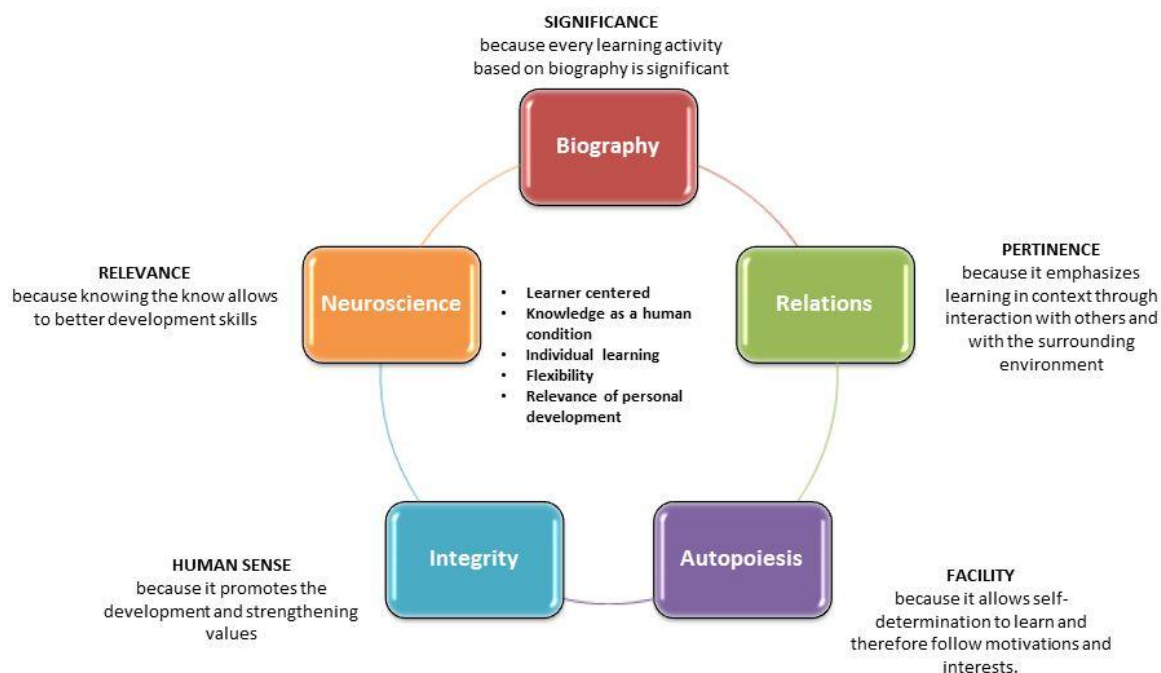 SIGNIFICANCE
because every learning activity
based on biography is significant
Biography
RELEVANCE
because knowing the know allows
to better development skills
Neuroscience
• Learner centered
• Knowledge as a human
condition
• Individual learning
• Flexibility
• Relevance of personal
development
Relations
PERTINENCE
because it emphasizes
learning in context through
interaction with others and
with the surrounding
environment
HUMAN SENSE
because it promotes the
development and strengthening
values
Integrity
Autopoiesis
FACILITY
because it allows self-
determination to learn and
therefore follow motivations and
interests.